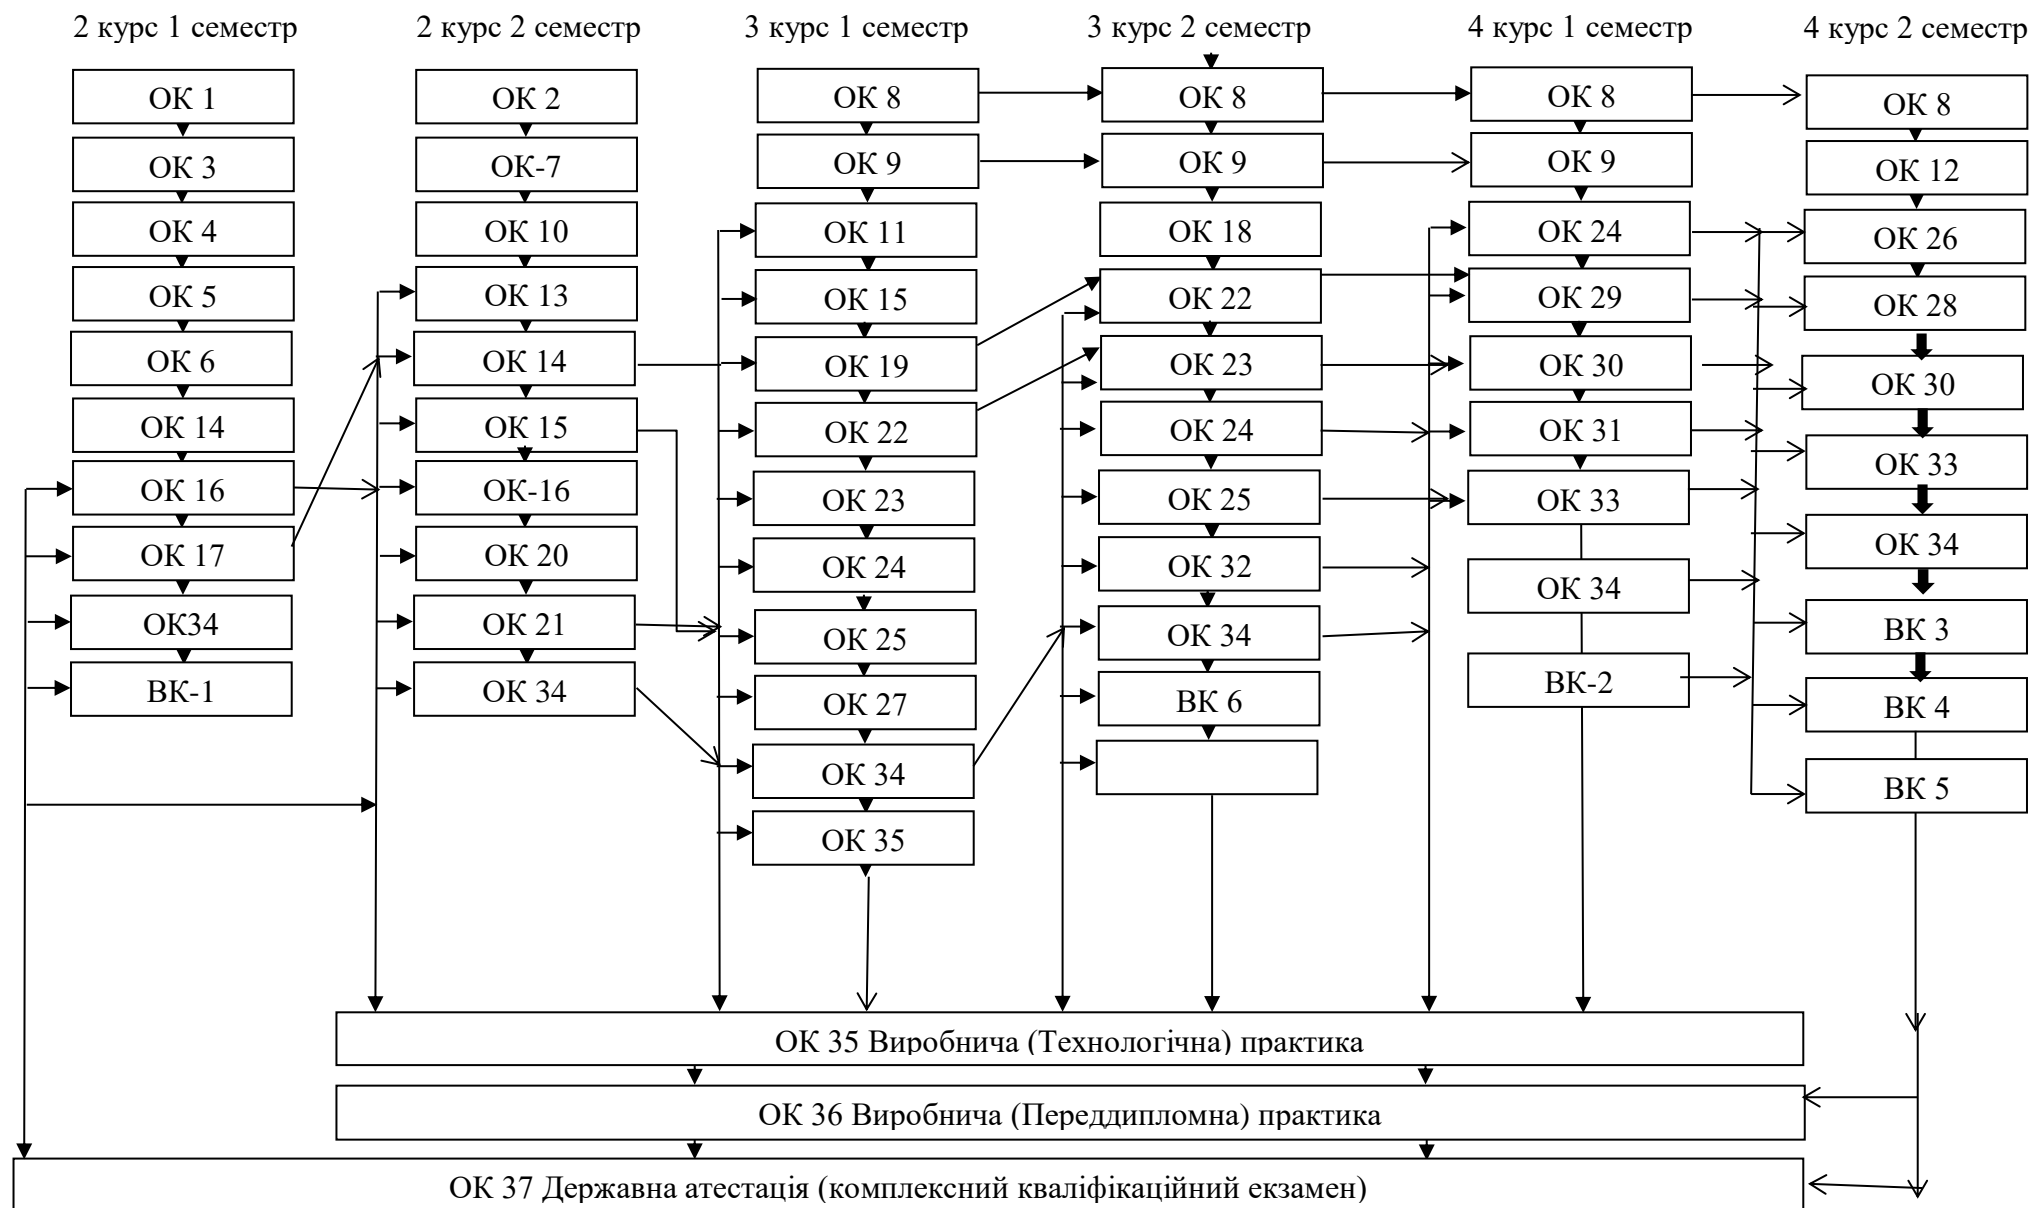 2 курс 1 семестр
2 курс 2 семестр
3 курс 1 семестр
3 курс 2 семестр
4 курс 1 семестр
4 курс 2 семестр
ОК 1
ОК 3
ОК 4
ОК 5
ОК 6
ОК 14
ОК 16
ОК 17
ОК34
ВК-1
ОК 2
ОК-7
ОК 10
ОК 13
ОК 14
ОК 15
ОК-16
ОК 20
ОК 21
ОК 34
ОК 8
ОК 9
ОК 11
ОК 15
ОК 19
ОК 22
ОК 23
ОК 24
ОК 25
ОК 27
ОК 34
ОК 35
ОК 8
ОК 9
ОК 18
ОК 22
ОК 23
ОК 24
ОК 25
ОК 32
ОК 34
ВК 6
ОК 8
ОК 9
ОК 24
ОК 29
ОК 30
ОК 31
ОК 33
ОК 34
ВК-2
ОК 8
ОК 12
ОК 26
ОК 28
ОК 30
ОК 33
ОК 34
ВК 3
ВК 4
ВК 5
ОК 35 Виробнича (Технологічна) практика
ОК 36 Виробнича (Переддипломна) практика
ОК 37 Державна атестація (комплексний кваліфікаційний екзамен)